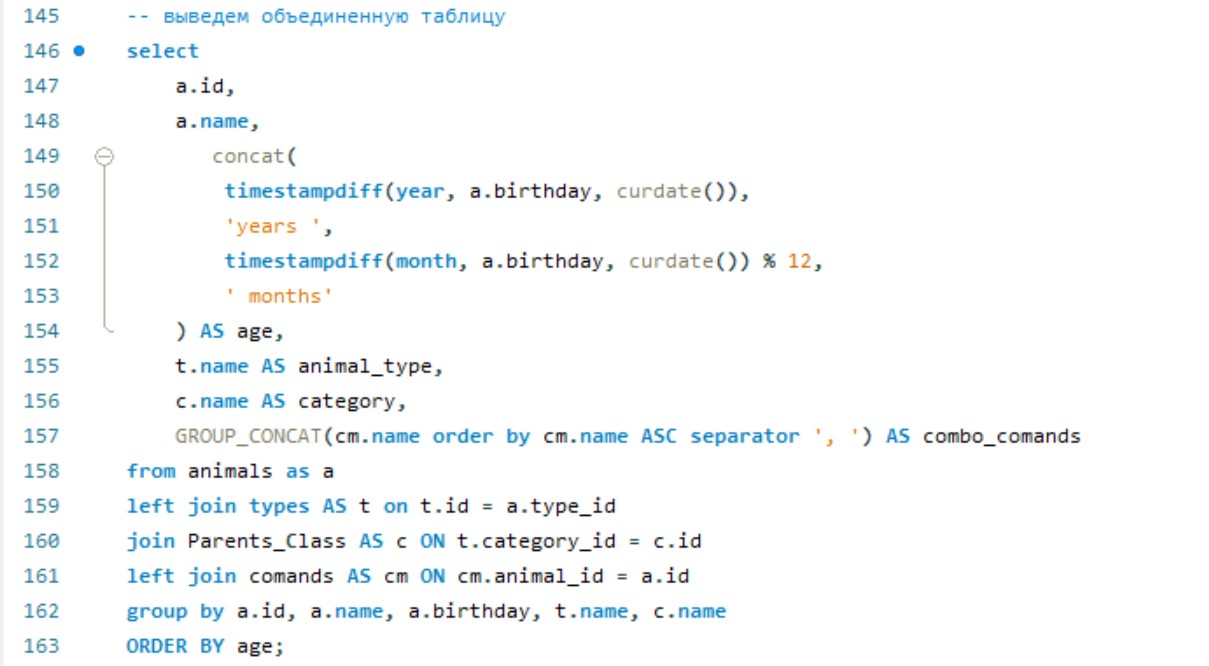 145 -- выведем объединенную таблицу
146 select
147 a.id,
148 a.name,
149 concat(
150 timestampdiff(year, a.birthday, curdate()),
151 'years ',
152 timestampdiff(month, a.birthday, curdate()) % 12,
153 ' months'
154 ) AS age,
155 t.name AS animal_type,
156 c.name AS category,
157 GROUP_CONCAT(cm.name order by cm.name ASC separator ', ') AS combo_comands
158 from animals as a
159 left join types AS t on t.id = a.type_id
160 join Parents_Class AS c ON t.category_id = c.id
161 left join comands AS cm ON cm.animal_id = a.id
162 group by a.id, a.name, a.birthday, t.name, c.name
163 ORDER BY age;